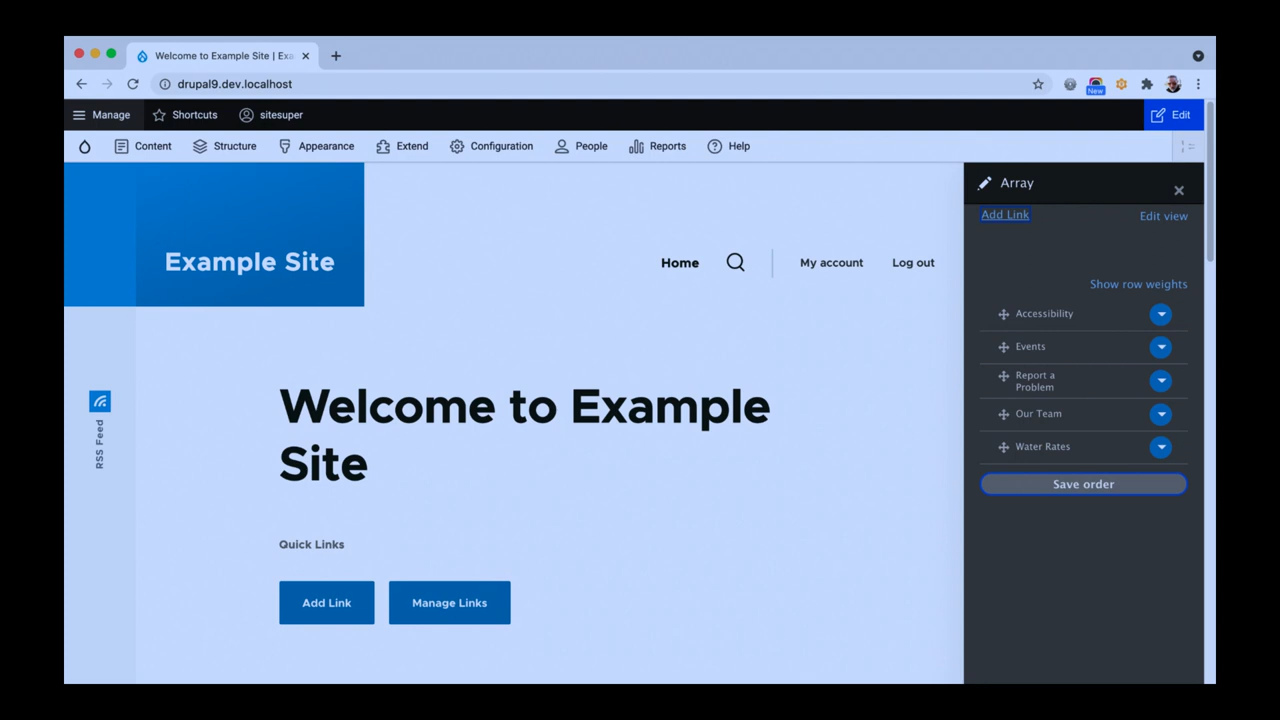 Welcome to Example Site | Exa
drupal9.dev.localhost
New
Manage Shortcuts sitesuper Edit
Content Structure Appearance Extend Configuration People Reports Help
Array
Add Link Edit view
Example Site
Home My account Log out
Show row weights
Accessibility
Events
Report a
Problem
Our Team
Water Rates
Save order
RSS Feed
Welcome to Example
Site
Quick Links
Add Link Manage Links